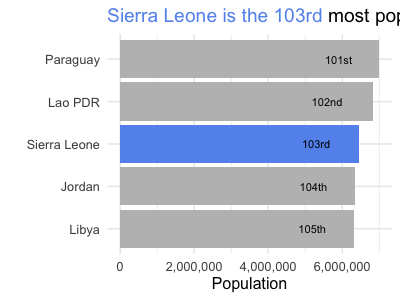 Sierra Leone is the 103rd most pop
Paraguay 101st
Lao PDR 102nd
Sierra Leone 103rd
Jordan 104th
Libya 105th
0 2,000,000 4,000,000 6,000,000
Population